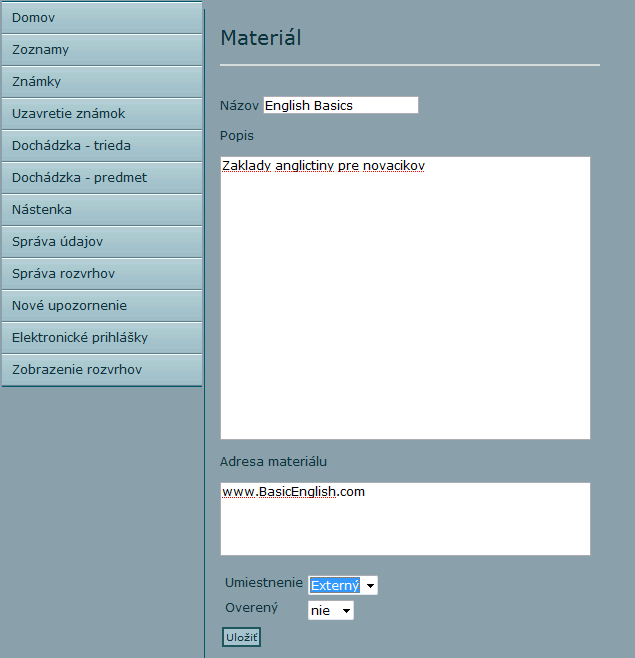 Domov
Zoznamy
Známky
Uzavretie známok
Dochádzka - trieda
Dochádzka - predmet
Nástenka
Správa údajov
Správa rozvrhov
Nové upozornenie
Elektronické prihlášky
Zobrazenie rozvrhov
Materiál
Názov English Basics
Popis
Zaklady anglictiny pre novacikov
Adresa materiálu
www.BasicEnglish.com
Umiestnenie Externý
Overený nie
Uložiť